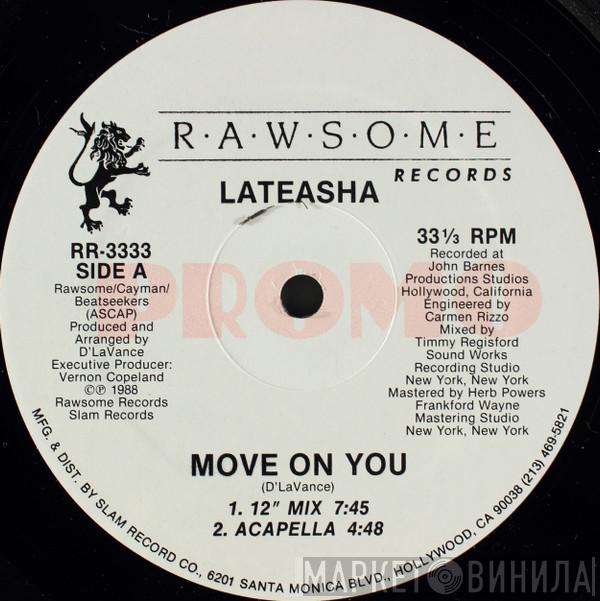 R·A·W·S·O·M·E
RECORDS
LATEASHA
RR-3333
SIDE A
Rawsome/Cayman/
Beatseekers
(ASCAP)
Produced and
Arranged by
D'LaVance
Executive Producer:
Vernon Copeland
©℗ 1988
Rawsome Records
Slam Records
PROMO
33⅓ RPM
Recorded at
John Barnes
Productions Studios
Hollywood, California
Engineered by
Carmen Rizzo
Mixed by
Timmy Regisford
Sound Works
Recording Studio
New York, New York
Mastered by Herb Powers
Frankford Wayne
Mastering Studio
New York, New York
MOVE ON YOU
(D'LaVance)
1. 12" MIX 7:45
2. ACAPELLA 4:48
MFG. & DIST. BY SLAM RECORD CO., 6201 SANTA MONICA BLVD., HOLLYWOOD, CA 90038 (213) 469-5821
МАРКЕТ ВИНИЛА